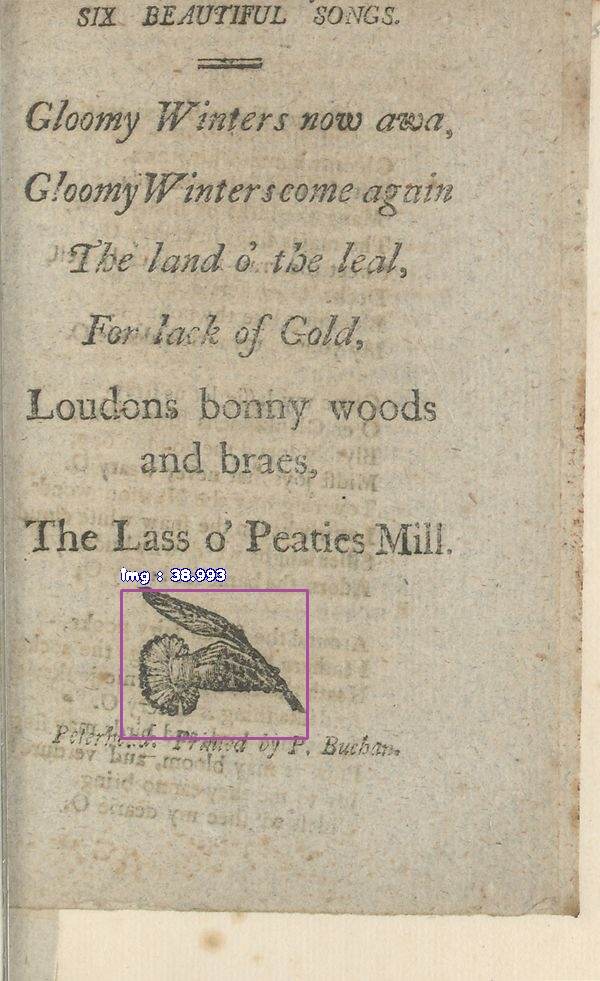 SIX BEAUTIFUL SONGS.
Gloomy Winters now awa,
Gloomy Winters come again
The land o' the leal,
For lack of Gold,
Loudons bonny woods
and braes,
The Lass o' Peaties Mill.
img : 38.993
Peterhead. Printed by P. Buchan.